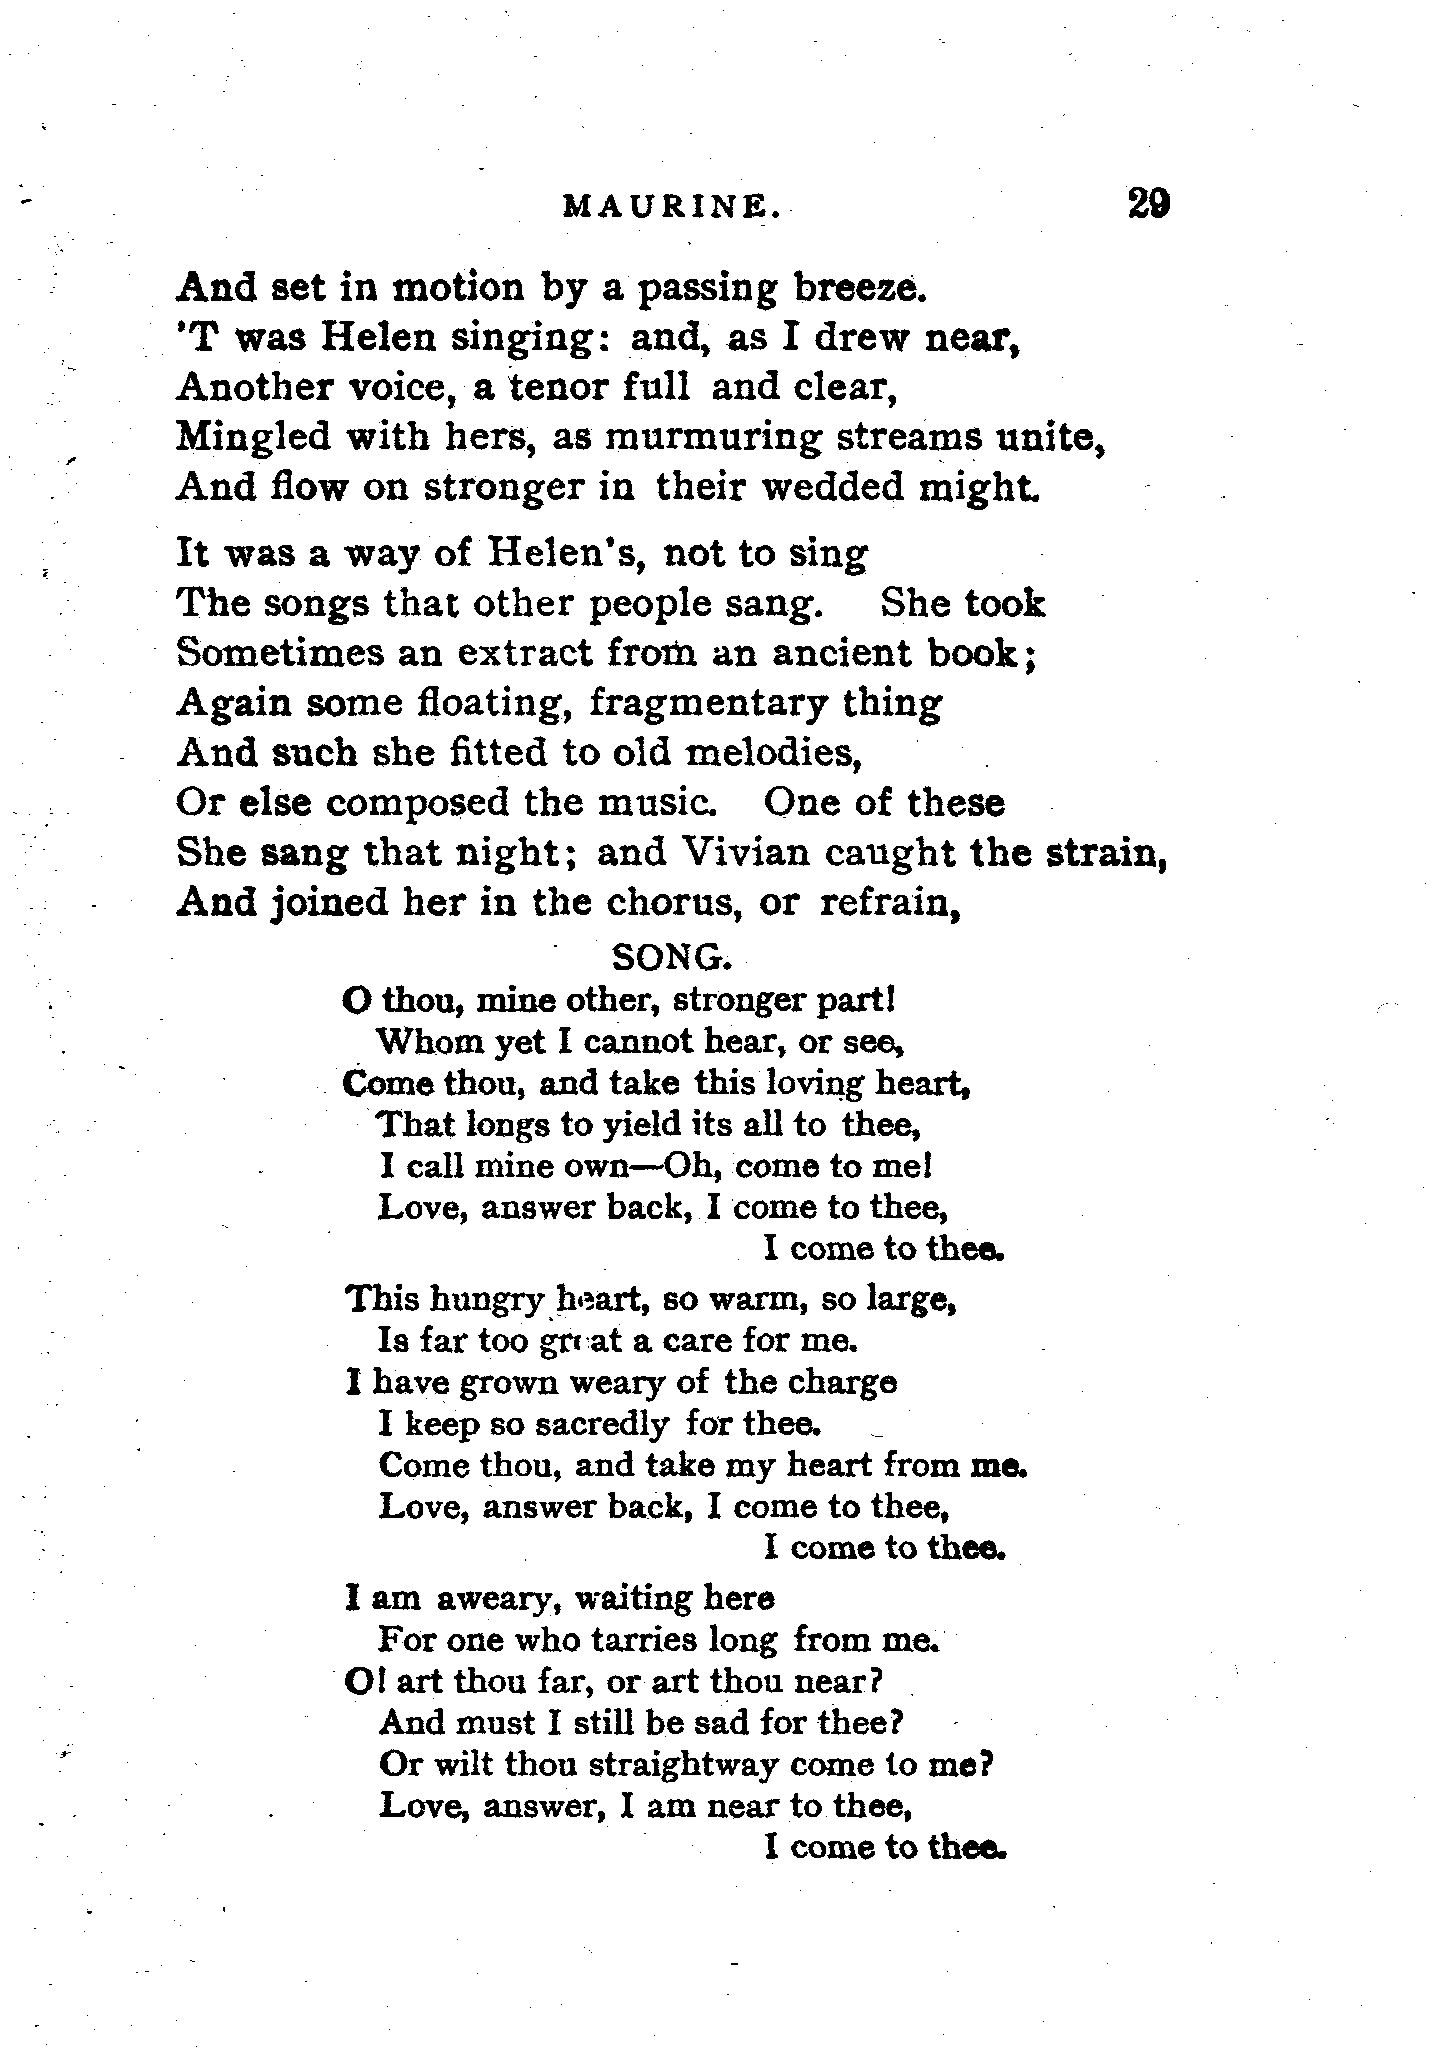 MAURINE. 29
And set in motion by a passing breeze.
'T was Helen singing: and, as I drew near,
Another voice, a tenor full and clear,
Mingled with hers, as murmuring streams unite,
And flow on stronger in their wedded might.
It was a way of Helen's, not to sing
The songs that other people sang. She took
Sometimes an extract from an ancient book;
Again some floating, fragmentary thing
And such she fitted to old melodies,
Or else composed the music. One of these
She sang that night; and Vivian caught the strain,
And joined her in the chorus, or refrain,
SONG.
O thou, mine other, stronger part!
Whom yet I cannot hear, or see,
Come thou, and take this loving heart,
That longs to yield its all to thee,
I call mine own—Oh, come to me!
Love, answer back, I come to thee,
I come to thee.
This hungry heart, so warm, so large,
Is far too great a care for me.
I have grown weary of the charge
I keep so sacredly for thee.
Come thou, and take my heart from me.
Love, answer back, I come to thee,
I come to thee.
I am aweary, waiting here
For one who tarries long from me.
O! art thou far, or art thou near?
And must I still be sad for thee?
Or wilt thou straightway come to me?
Love, answer, I am near to thee,
I come to thee.